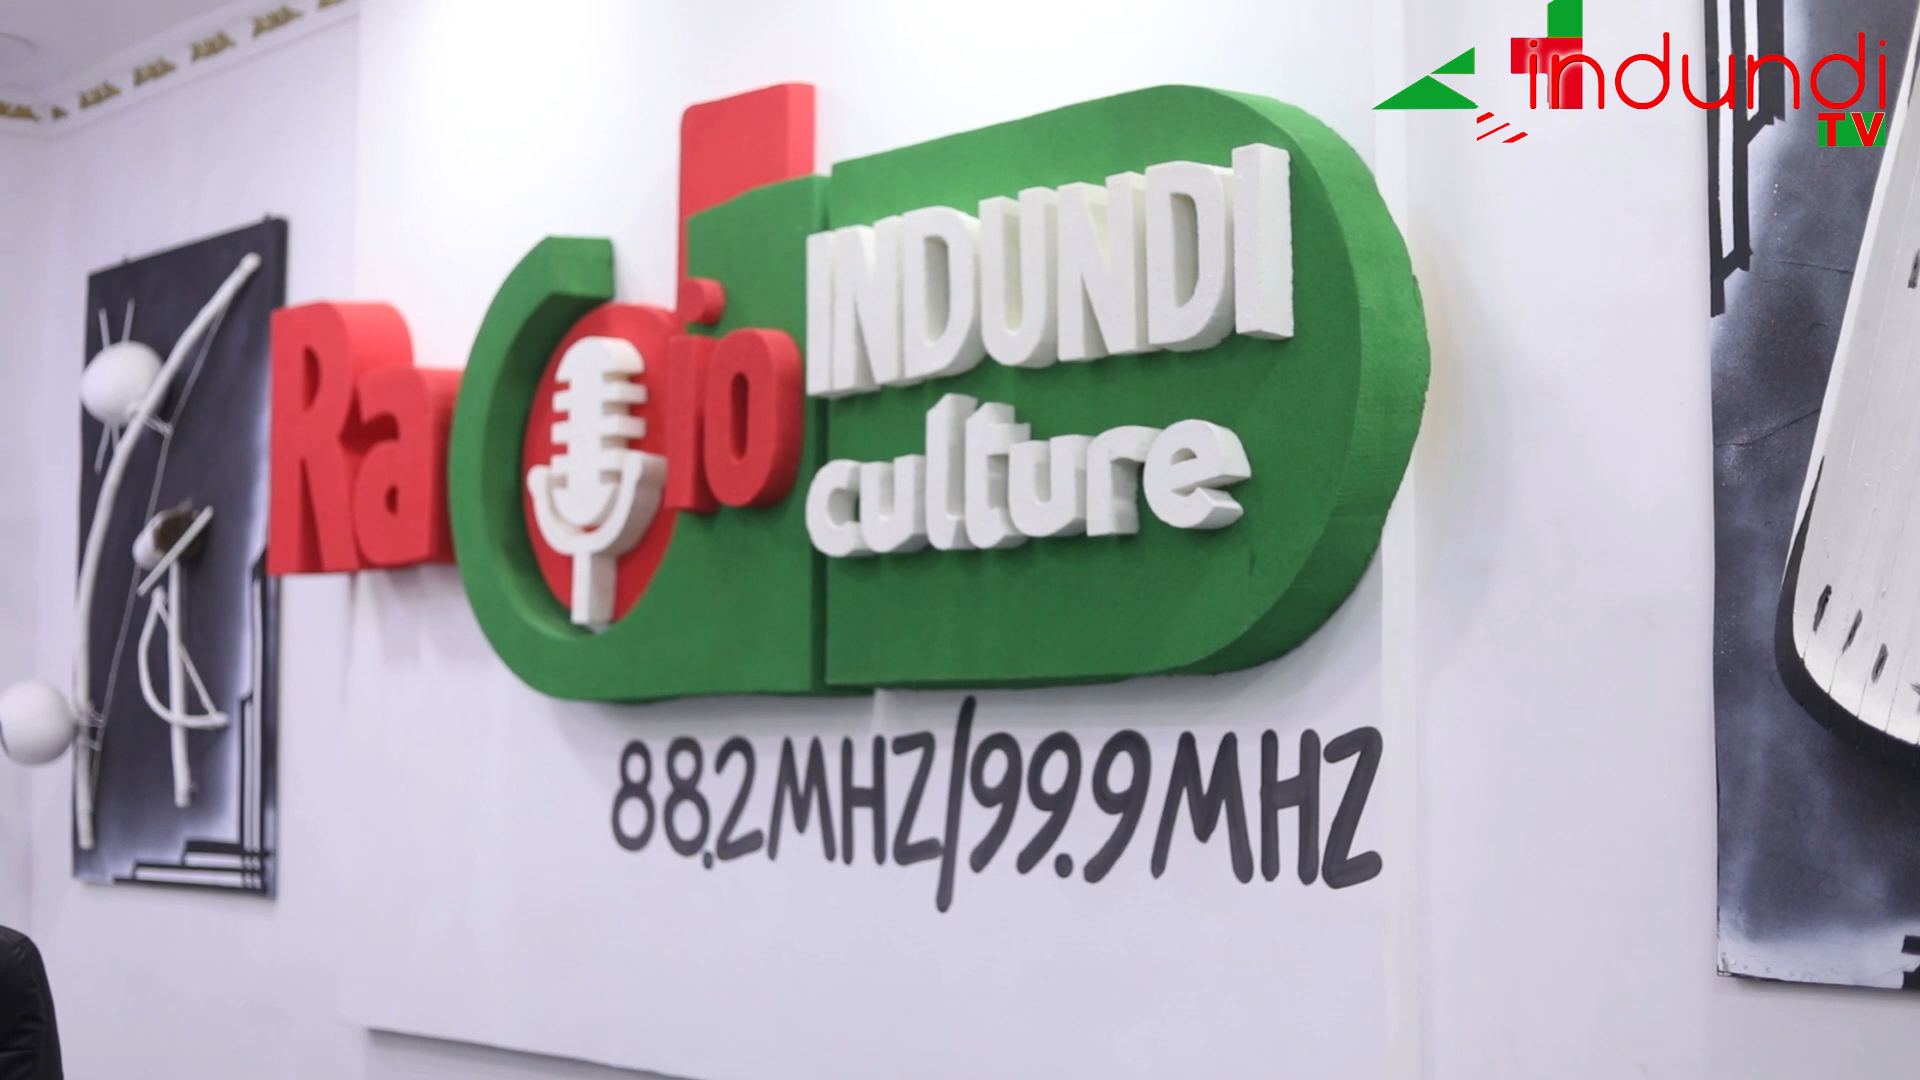 indundi
TV
Radio
INDUNDI
culture
88.2MHZ/99.9MHZ